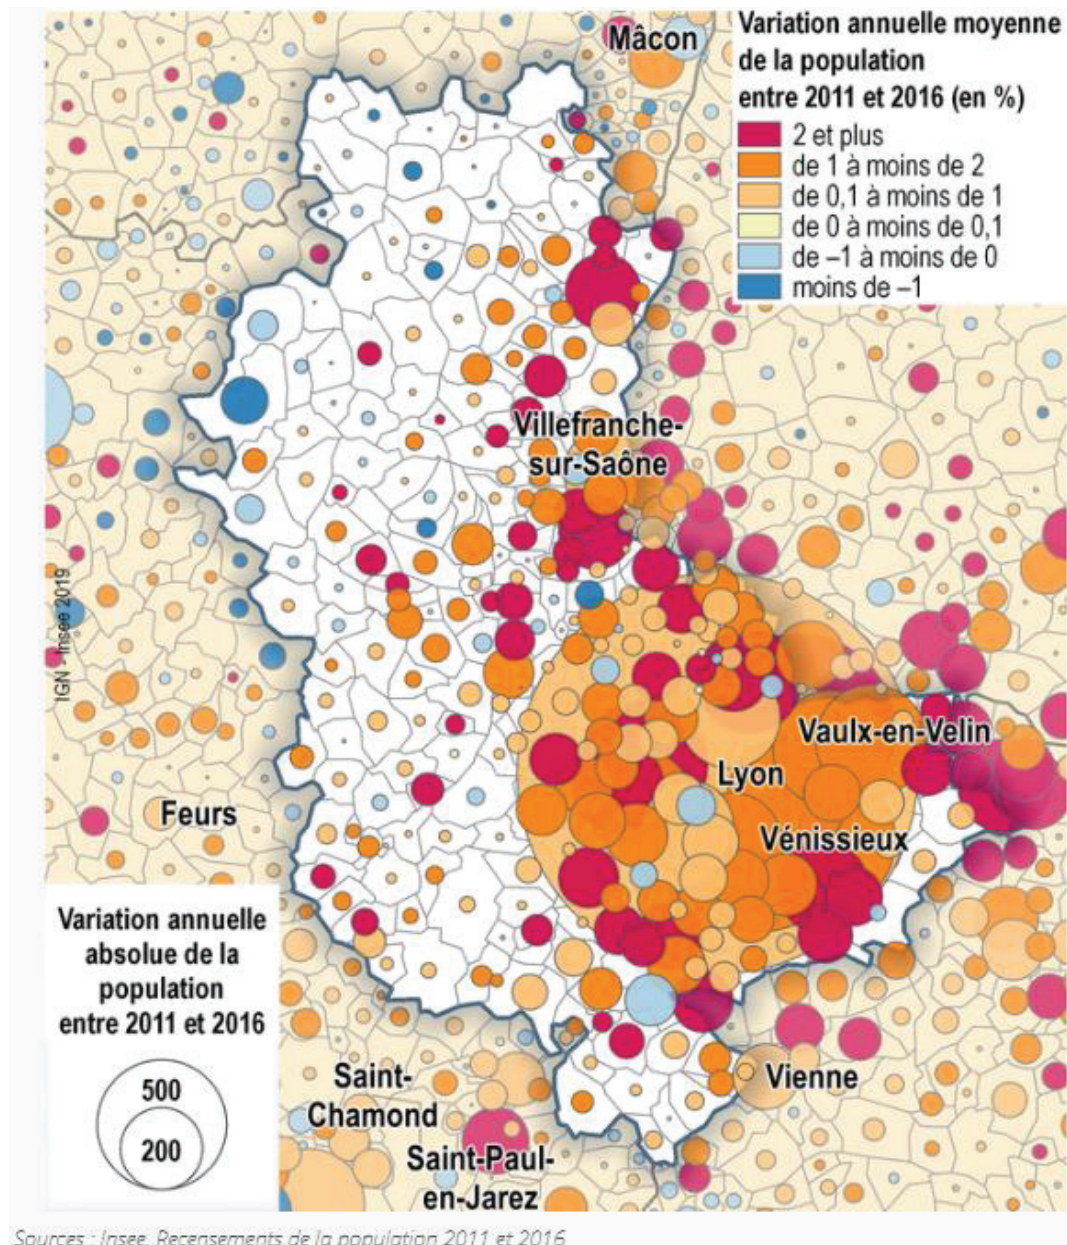 Mâcon
Variation annuelle moyenne
de la population
entre 2011 et 2016 (en %)
2 et plus
de 1 à moins de 2
de 0,1 à moins de 1
de 0 à moins de 0,1
de –1 à moins de 0
moins de –1
Villefranche-
sur-Saône
IGN - Insee 2019
Vaulx-en-Velin
Lyon
Feurs
Vénissieux
Variation annuelle
absolue de la
population
entre 2011 et 2016
500
200
Saint-
Chamond
Vienne
Saint-Paul-
en-Jarez
Sources : Insee, Recensements de la population 2011 et 2016